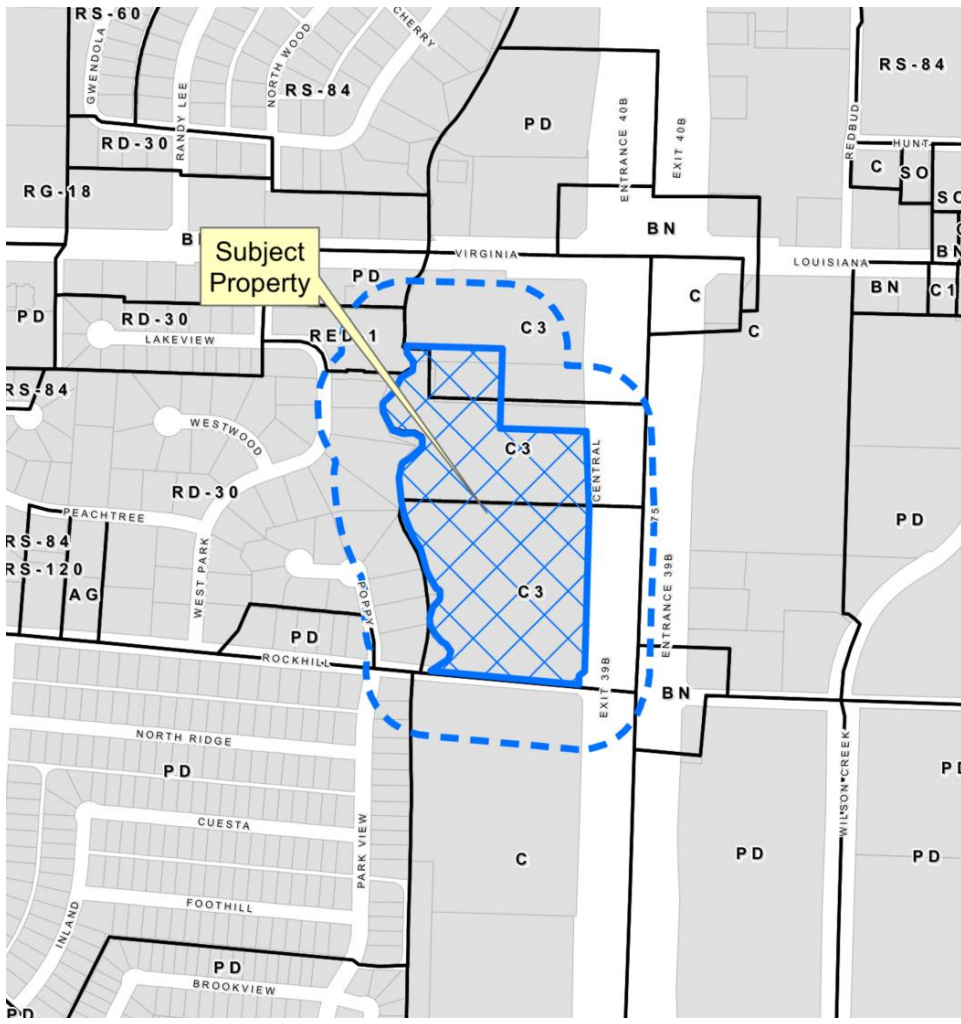 RS-60
GWENDOLA
RANDY LEE
NORTH WOOD
CHERRY
RS-84
RD-30
RG-18
PD
ENTRANCE 40B
EXIT 40B
RS-84
REDBUD
HUNT
C
SO
BN
VIRGINIA
LOUISIANA
BN
BN
C1
Subject
Property
PD
PD
RD-30
LAKEVIEW
RED-1
C3
C
C
RS-84
WESTWOOD
RD-30
PEACHTREE
C3
CENTRAL
75
PD
RS-84
RS-120
AG
WEST PARK
POPPY
C3
ENTRANCE 39B
PD
ROCKHILL
EXIT 39B
BN
NORTH RIDGE
PD
CUESTA
PARK VIEW
C
PD
WILSON CREEK
PD
FOOTHILL
INLAND
PD
BROOKVIEW
PD